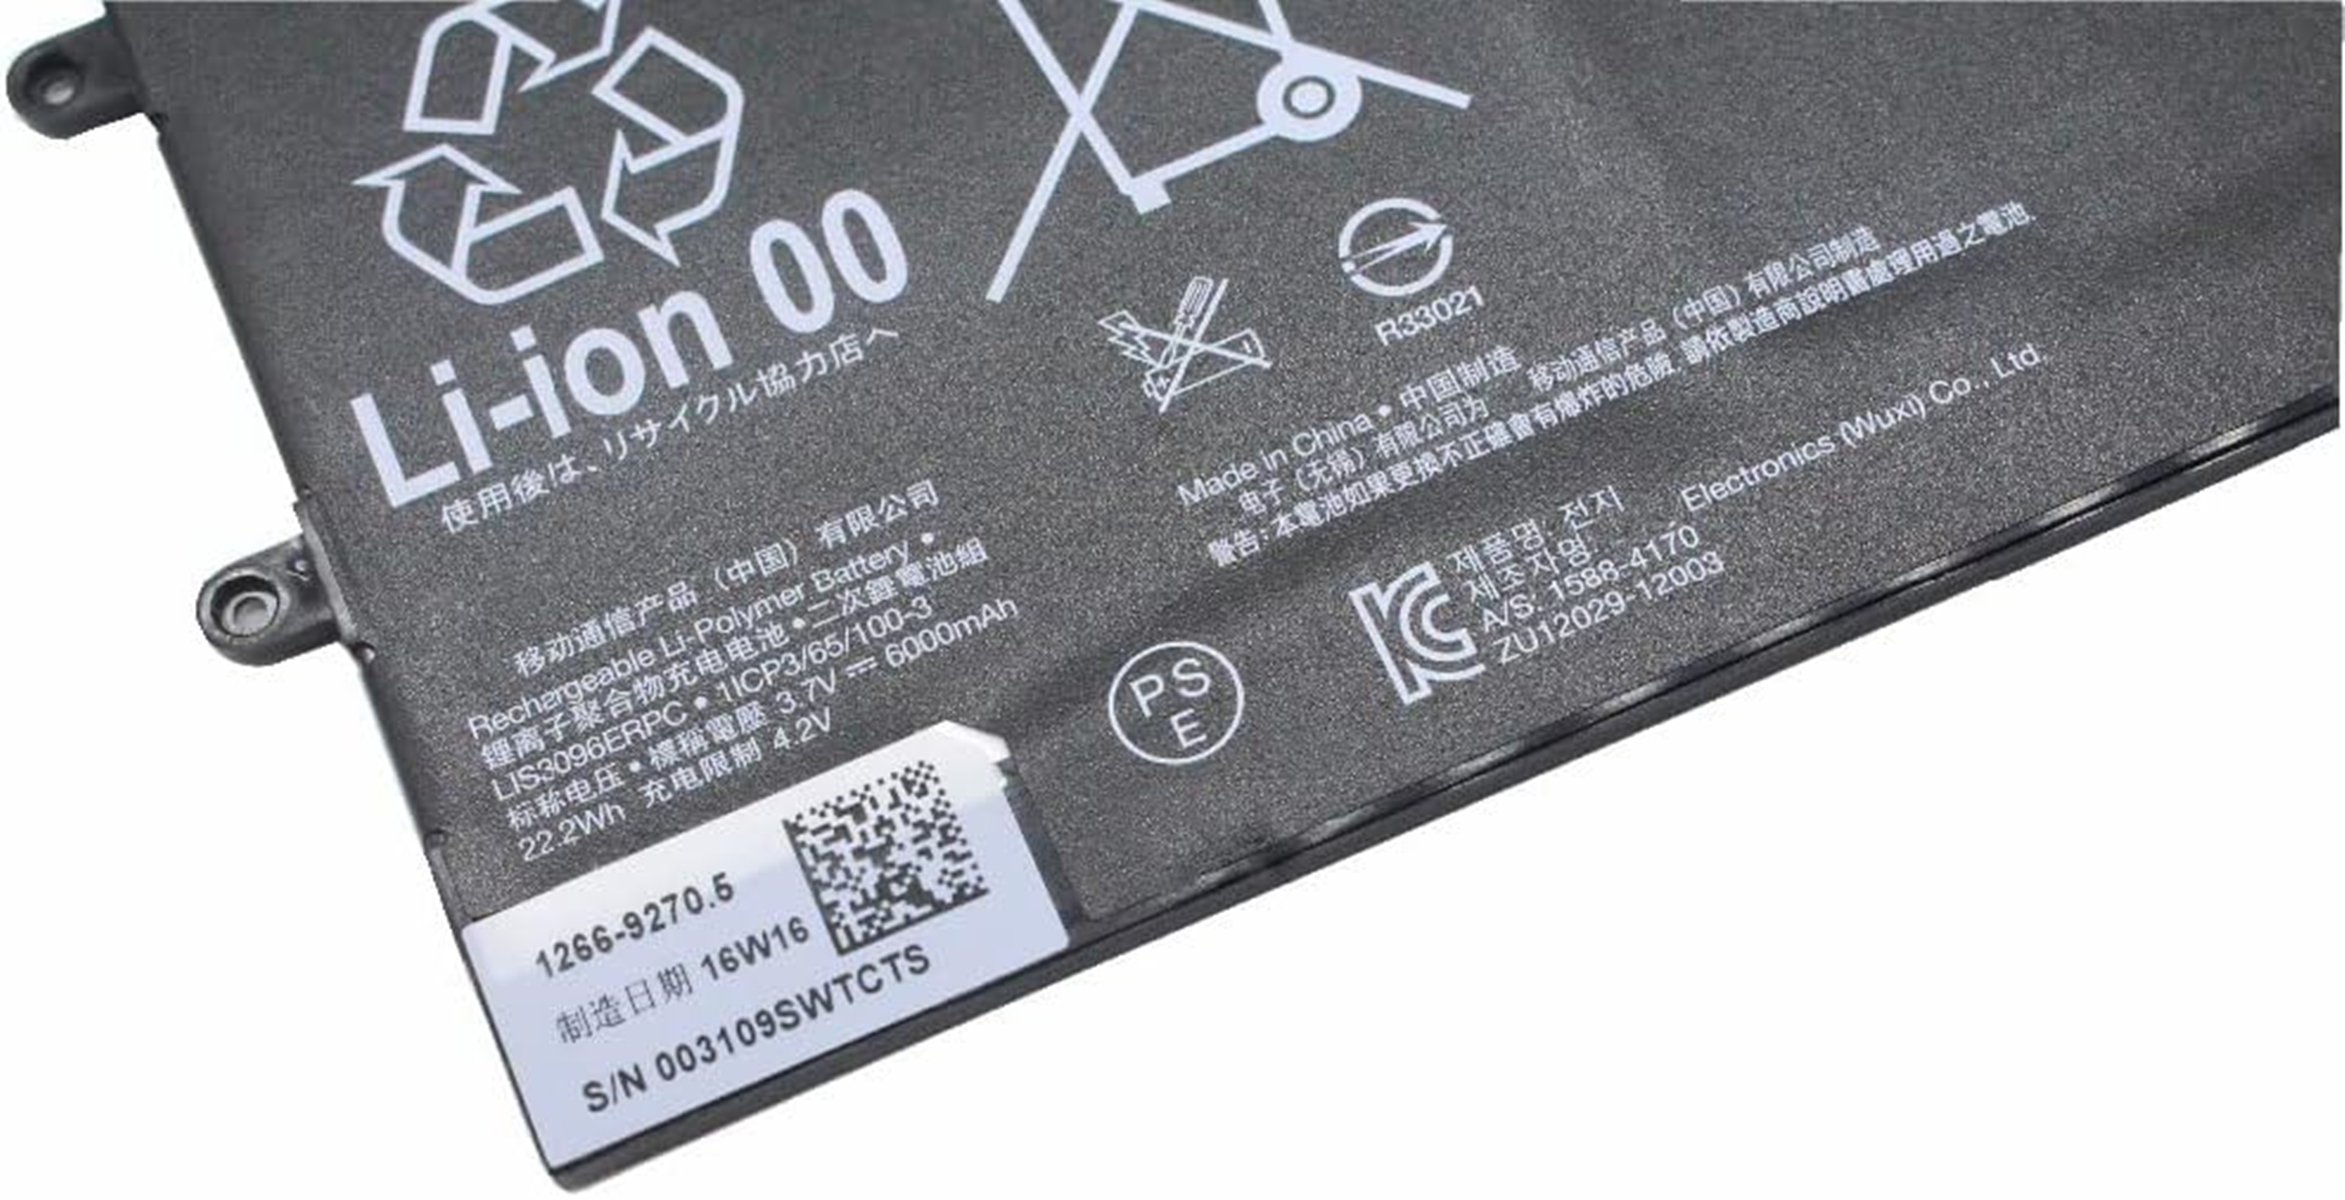 Li-ion 00
使用後は、リサイクル協力店へ
移动通信产品（中国）有限公司
Rechargeable Li-Polymer Battery •
锂离子聚合物充电电池 • 二次鋰電池組
LIS3096ERPC • 1ICP3/65/100-3
标称电压 • 標稱電壓 3.7V ⎓ 6000mAh
22.2Wh 充电限制 4.2V
1266-9270.5
制造日期 16W16
S/N 003109SWTCTS
R33021
Made In China • 中国制造
移动通信产品（中国）有限公司制造
电子（无锡）有限公司为
警告: 本電池如果更換不正確會有爆炸的危險, 請依製造商說明書處理用過之電池.
PS
E
제품명: 전지
제조자명: Electronics (Wuxi) Co., Ltd.
A/S: 1588-4170
ZU12029-12003